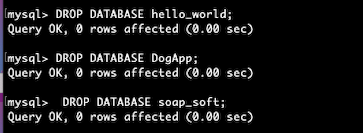 mysql> DROP DATABASE hello_world;
Query OK, 0 rows affected (0.00 sec)
mysql> DROP DATABASE DogApp;
Query OK, 0 rows affected (0.00 sec)
mysql>  DROP DATABASE soap_soft;
Query OK, 0 rows affected (0.00 sec)